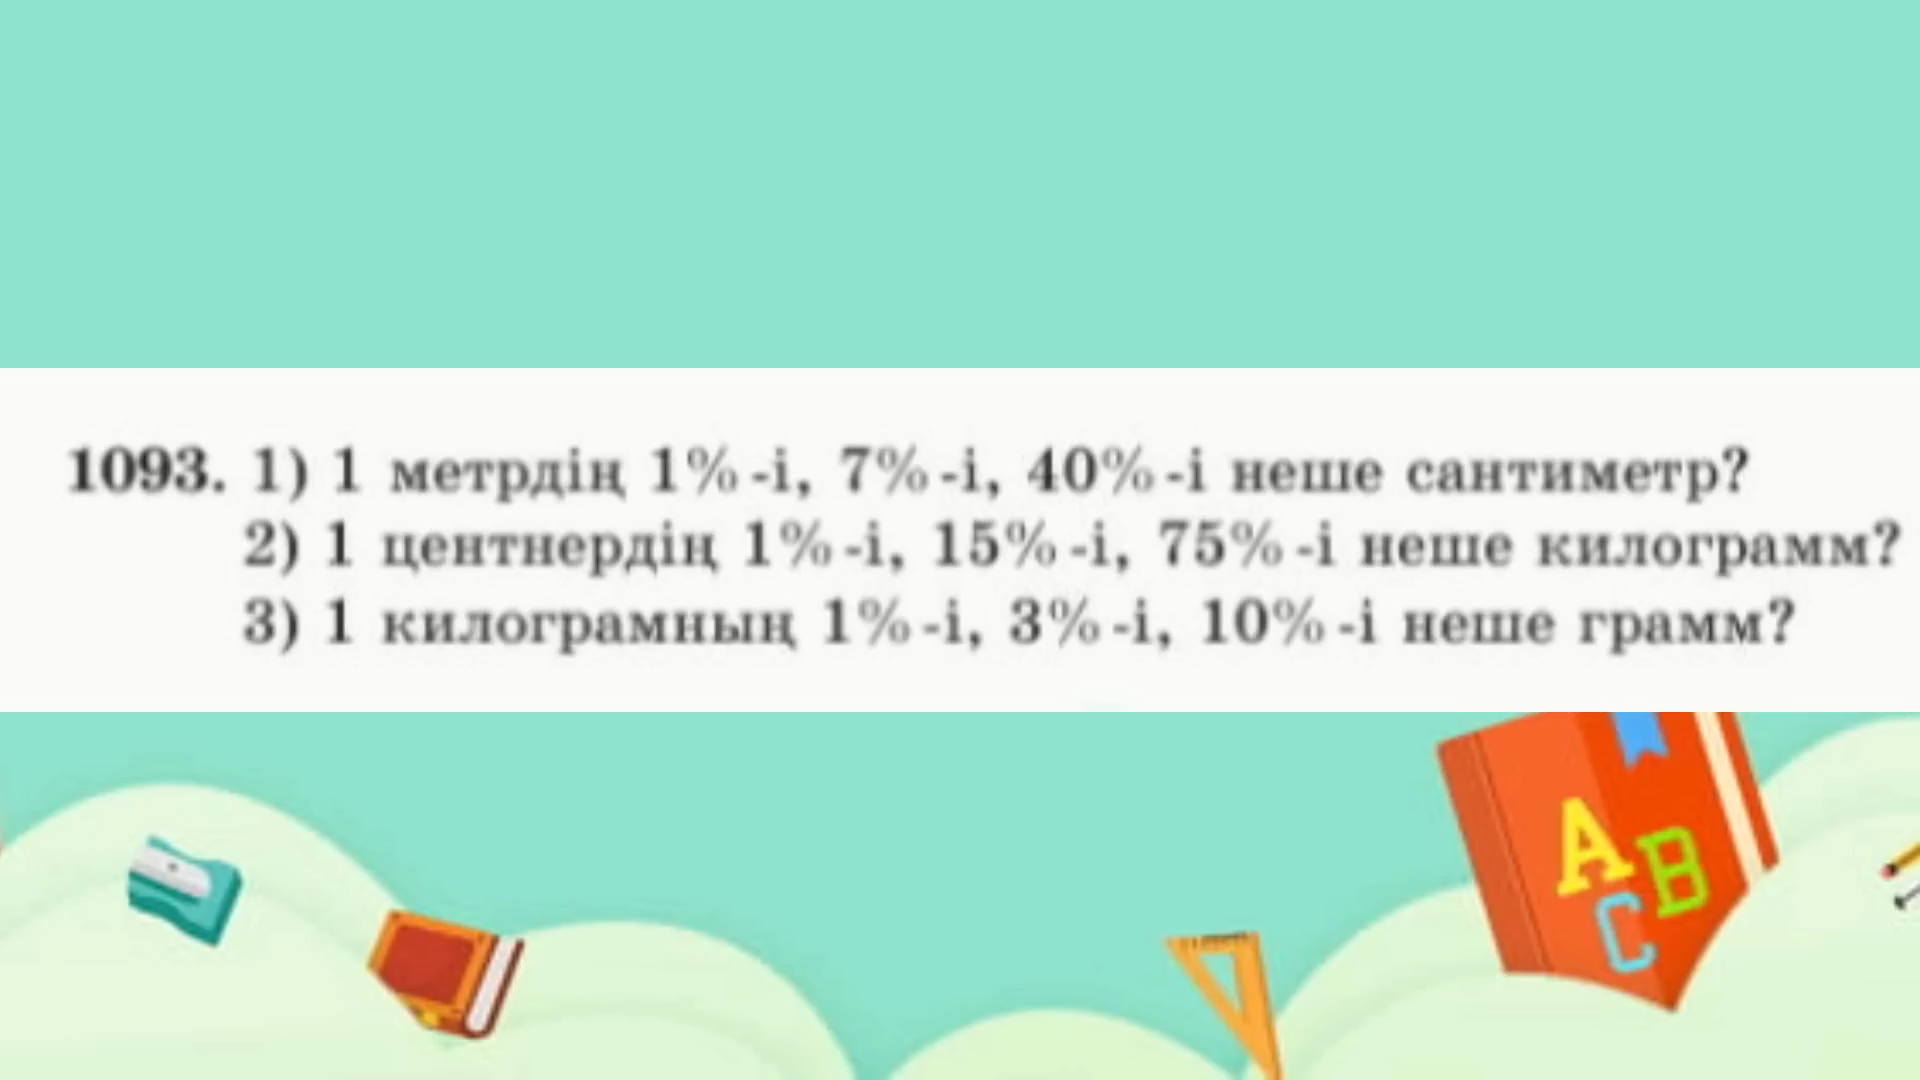 1093. 1) 1 метрдің 1%-і, 7%-і, 40%-і неше сантиметр?
2) 1 центнердің 1%-і, 15%-і, 75%-і неше килограмм?
3) 1 килограмның 1%-і, 3%-і, 10%-і неше грамм?
A
B
C